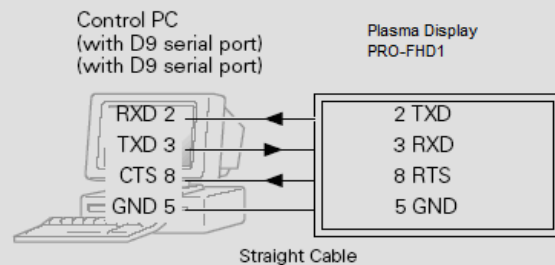 Control PC
(with D9 serial port)
(with D9 serial port)
Plasma Display
PRO-FHD1
RXD 2
2 TXD
TXD 3
3 RXD
CTS 8
8 RTS
GND 5
5 GND
Straight Cable